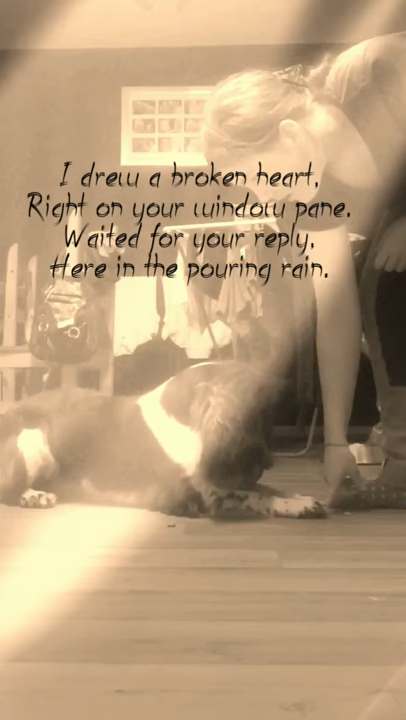 I drew a broken heart,
Right on your window pane.
Waited for your reply,
Here in the pouring rain.